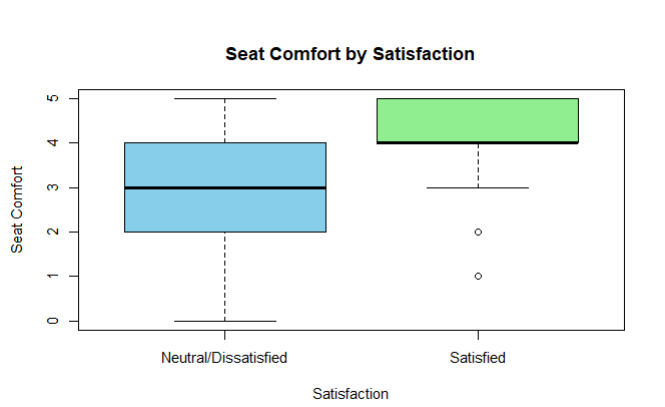 Seat Comfort by Satisfaction
Seat Comfort
5
4
3
2
1
0
Neutral/Dissatisfied
Satisfied
Satisfaction